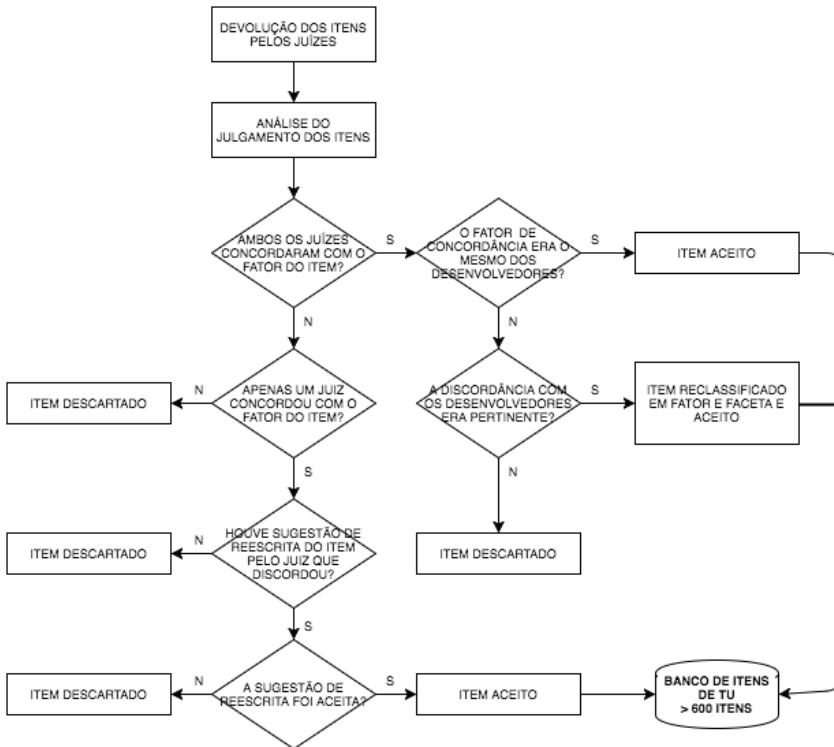 DEVOLUÇÃO DOS ITENS
PELOS JUÍZES
ANÁLISE DO
JULGAMENTO DOS ITENS
AMBOS OS JUÍZES
CONCORDARAM COM O
FATOR DO ITEM?
S
O FATOR DE
CONCORDÂNCIA ERA O
MESMO DOS
DESENVOLVEDORES?
S
ITEM ACEITO
N
N
ITEM DESCARTADO
N
APENAS UM JUIZ
CONCORDOU COM O
FATOR DO ITEM?
A DISCORDÂNCIA COM
OS DESENVOLVEDORES
ERA PERTINENTE?
S
ITEM RECLASSIFICADO
EM FATOR E FACETA E
ACEITO
S
N
ITEM DESCARTADO
N
HOUVE SUGESTÃO DE
REESCRITA DO ITEM
PELO JUIZ QUE
DISCORDOU?
ITEM DESCARTADO
S
ITEM DESCARTADO
N
A SUGESTÃO DE
REESCRITA FOI ACEITA?
S
ITEM ACEITO
BANCO DE ITENS
DE TU
> 600 ITENS